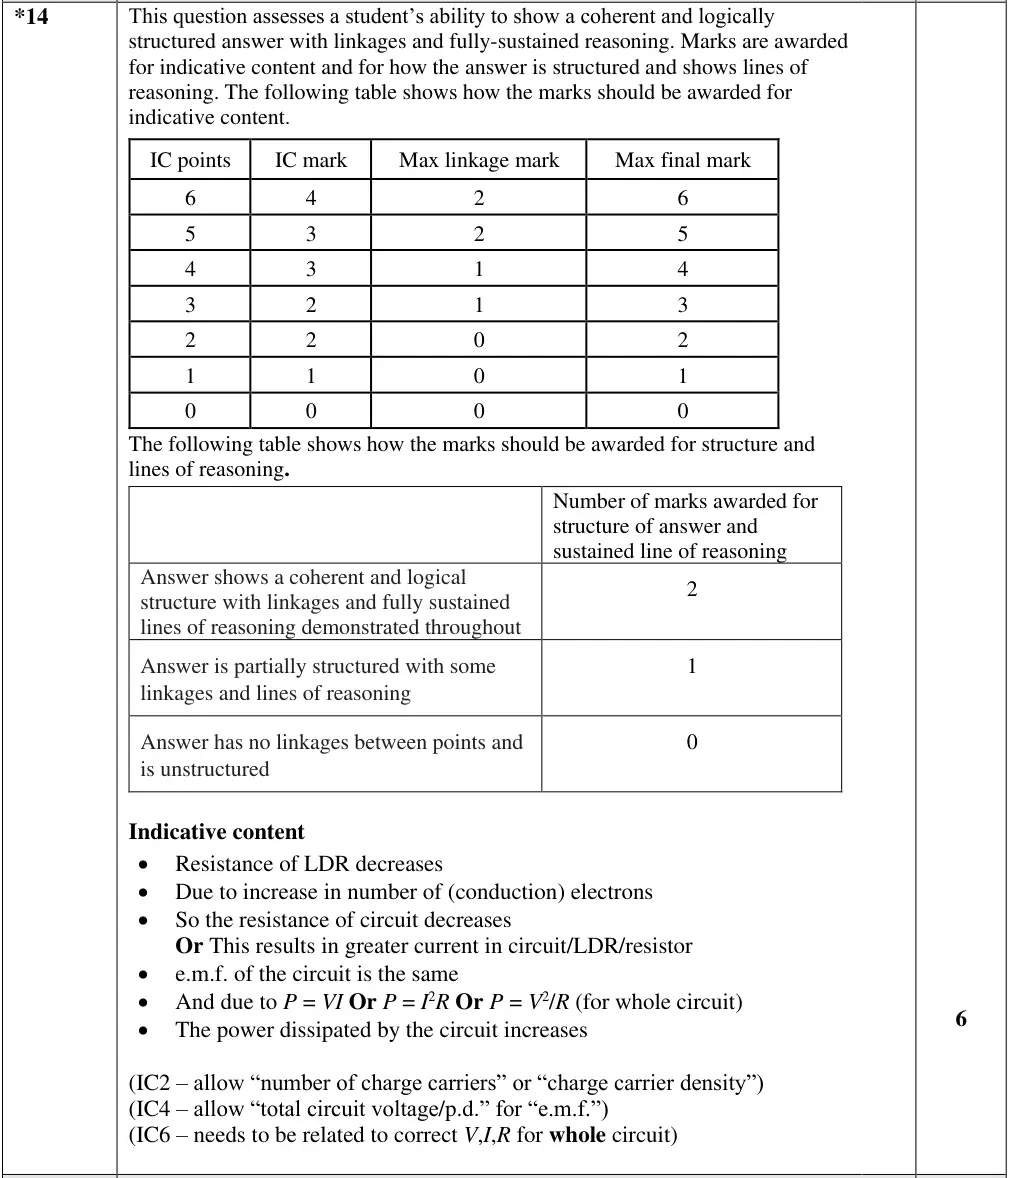 *14
This question assesses a student’s ability to show a coherent and logically
structured answer with linkages and fully-sustained reasoning. Marks are awarded
for indicative content and for how the answer is structured and shows lines of
reasoning. The following table shows how the marks should be awarded for
indicative content.
IC points IC mark Max linkage mark Max final mark
6 4 2 6
5 3 2 5
4 3 1 4
3 2 1 3
2 2 0 2
1 1 0 1
0 0 0 0
The following table shows how the marks should be awarded for structure and
lines of reasoning.
Number of marks awarded for
structure of answer and
sustained line of reasoning
Answer shows a coherent and logical
structure with linkages and fully sustained
lines of reasoning demonstrated throughout
2
Answer is partially structured with some
linkages and lines of reasoning
1
Answer has no linkages between points and
is unstructured
0
Indicative content
• Resistance of LDR decreases
• Due to increase in number of (conduction) electrons
• So the resistance of circuit decreases
Or This results in greater current in circuit/LDR/resistor
• e.m.f. of the circuit is the same
• And due to P = VI Or P = I²R Or P = V²/R (for whole circuit)
• The power dissipated by the circuit increases
6
(IC2 – allow “number of charge carriers” or “charge carrier density”)
(IC4 – allow “total circuit voltage/p.d.” for “e.m.f.”)
(IC6 – needs to be related to correct V,I,R for whole circuit)